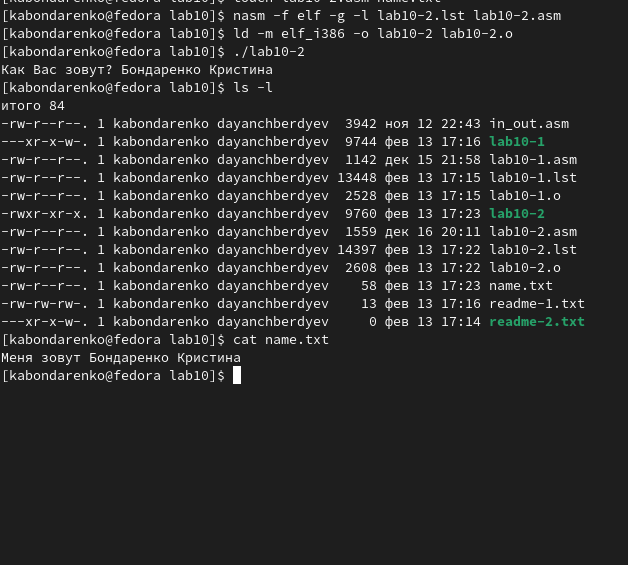 [kabondarenko@fedora lab10]$ touch lab10-2.asm name.txt
[kabondarenko@fedora lab10]$ nasm -f elf -g -l lab10-2.lst lab10-2.asm
[kabondarenko@fedora lab10]$ ld -m elf_i386 -o lab10-2 lab10-2.o
[kabondarenko@fedora lab10]$ ./lab10-2
Как Вас зовут? Бондаренко Кристина
[kabondarenko@fedora lab10]$ ls -l
итого 84
-rw-r--r--. 1 kabondarenko dayanchberdyev  3942 ноя 12 22:43 in_out.asm
---xr-x-w-. 1 kabondarenko dayanchberdyev  9744 фев 13 17:16 lab10-1
-rw-r--r--. 1 kabondarenko dayanchberdyev  1142 дек 15 21:58 lab10-1.asm
-rw-r--r--. 1 kabondarenko dayanchberdyev 13448 фев 13 17:15 lab10-1.lst
-rw-r--r--. 1 kabondarenko dayanchberdyev  2528 фев 13 17:15 lab10-1.o
-rwxr-xr-x. 1 kabondarenko dayanchberdyev  9760 фев 13 17:23 lab10-2
-rw-r--r--. 1 kabondarenko dayanchberdyev  1559 дек 16 20:11 lab10-2.asm
-rw-r--r--. 1 kabondarenko dayanchberdyev 14397 фев 13 17:22 lab10-2.lst
-rw-r--r--. 1 kabondarenko dayanchberdyev  2608 фев 13 17:22 lab10-2.o
-rw-r--r--. 1 kabondarenko dayanchberdyev    58 фев 13 17:23 name.txt
-rw-rw-rw-. 1 kabondarenko dayanchberdyev    13 фев 13 17:16 readme-1.txt
---xr-x-w-. 1 kabondarenko dayanchberdyev     0 фев 13 17:14 readme-2.txt
[kabondarenko@fedora lab10]$ cat name.txt
Меня зовут Бондаренко Кристина
[kabondarenko@fedora lab10]$